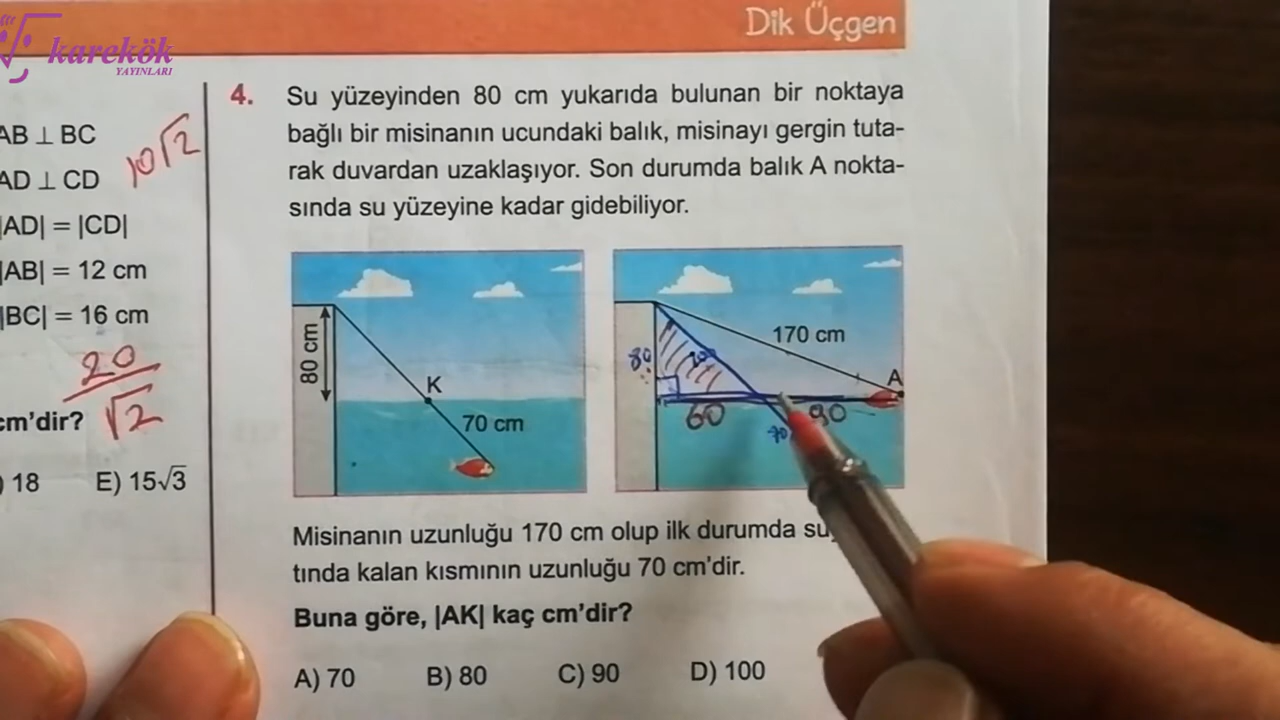 Dik Üçgen
karekök
YAYINLARI
AB ⊥ BC
AD ⊥ CD
|AD| = |CD|
|AB| = 12 cm
|BC| = 16 cm
cm'dir?
18 E) 15√3
10√2
20
√2
4. Su yüzeyinden 80 cm yukarıda bulunan bir noktaya
bağlı bir misinanın ucundaki balık, misinayı gergin tuta-
rak duvardan uzaklaşıyor. Son durumda balık A nokta-
sında su yüzeyine kadar gidebiliyor.
80 cm
K
70 cm
170 cm
A
80
60
90
70
Misinanın uzunluğu 170 cm olup ilk durumda su
tında kalan kısmının uzunluğu 70 cm'dir.
Buna göre, |AK| kaç cm'dir?
A) 70 B) 80 C) 90 D) 100